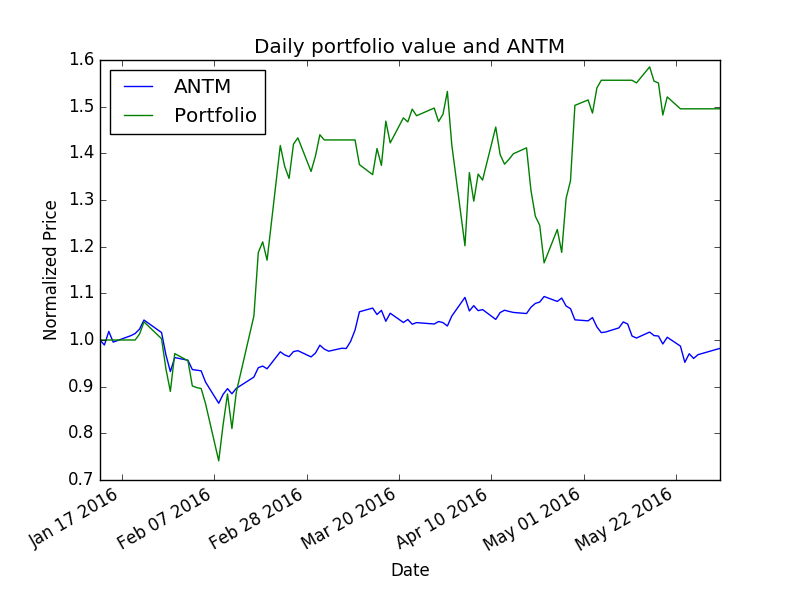 Daily portfolio value and ANTM
ANTM
Portfolio
1.6
1.5
1.4
1.3
1.2
1.1
1.0
0.9
0.8
0.7
Normalized Price
Jan 17 2016
Feb 07 2016
Feb 28 2016
Mar 20 2016
Apr 10 2016
May 01 2016
May 22 2016
Date